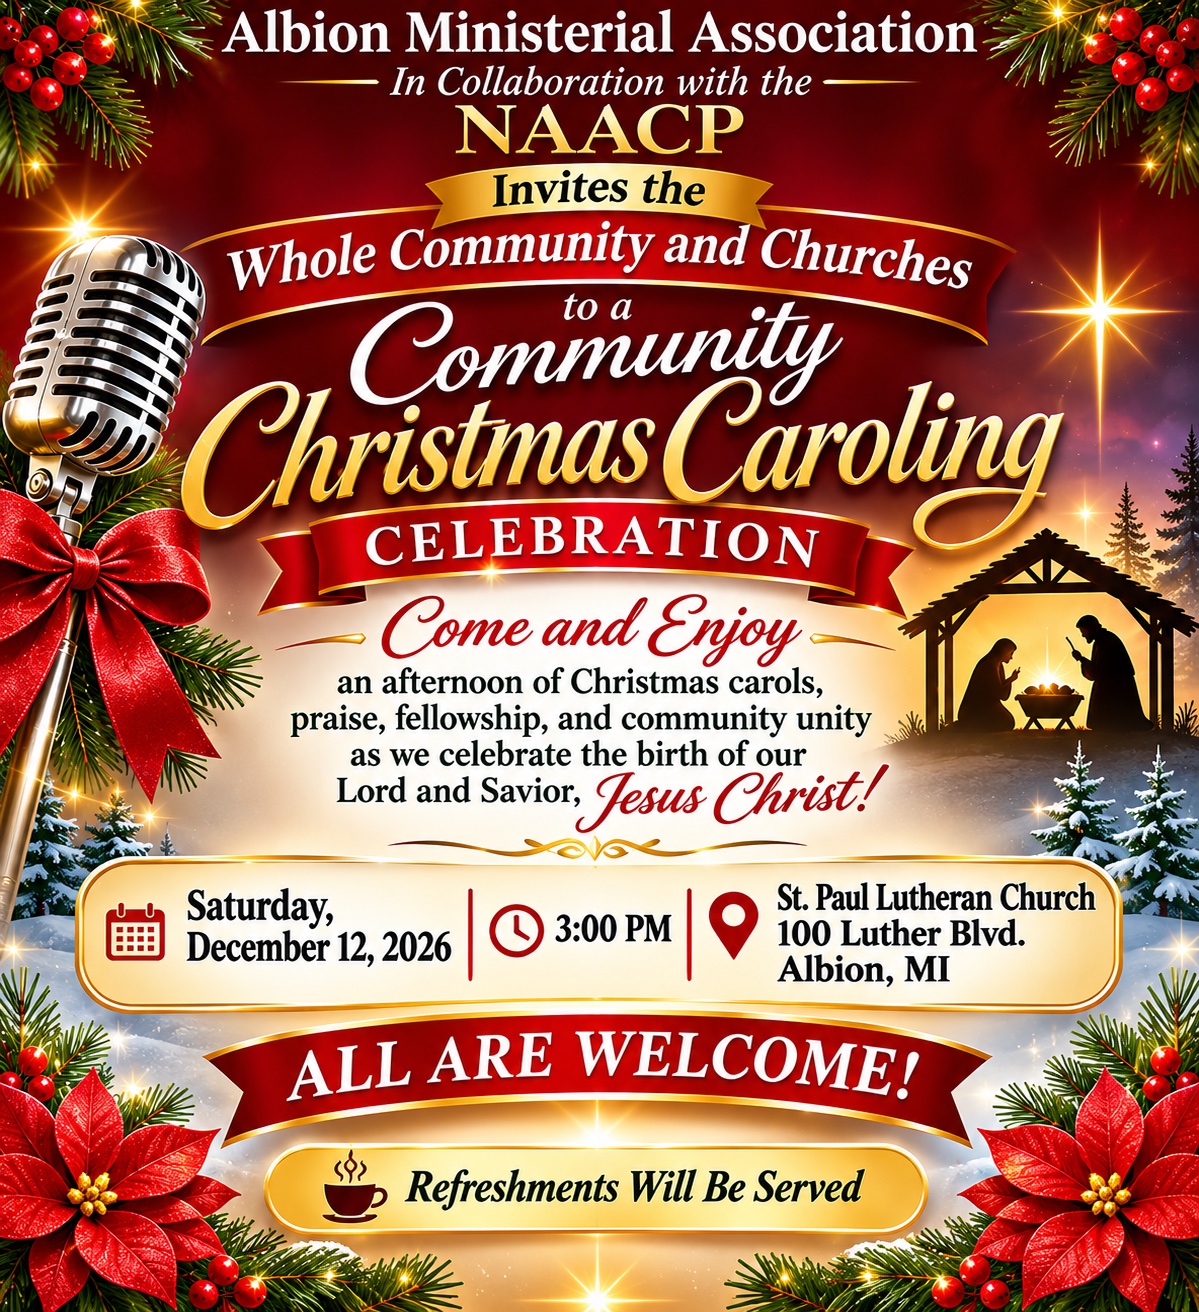 Albion Ministerial Association
In Collaboration with the
NAACP
Invites the
Whole Community and Churches
to a
Community
Christmas Caroling
CELEBRATION
Come and Enjoy
an afternoon of Christmas carols,
praise, fellowship, and community unity
as we celebrate the birth of our
Lord and Savior, Jesus Christ!
Saturday,
December 12, 2026
3:00 PM
St. Paul Lutheran Church
100 Luther Blvd.
Albion, MI
ALL ARE WELCOME!
Refreshments Will Be Served